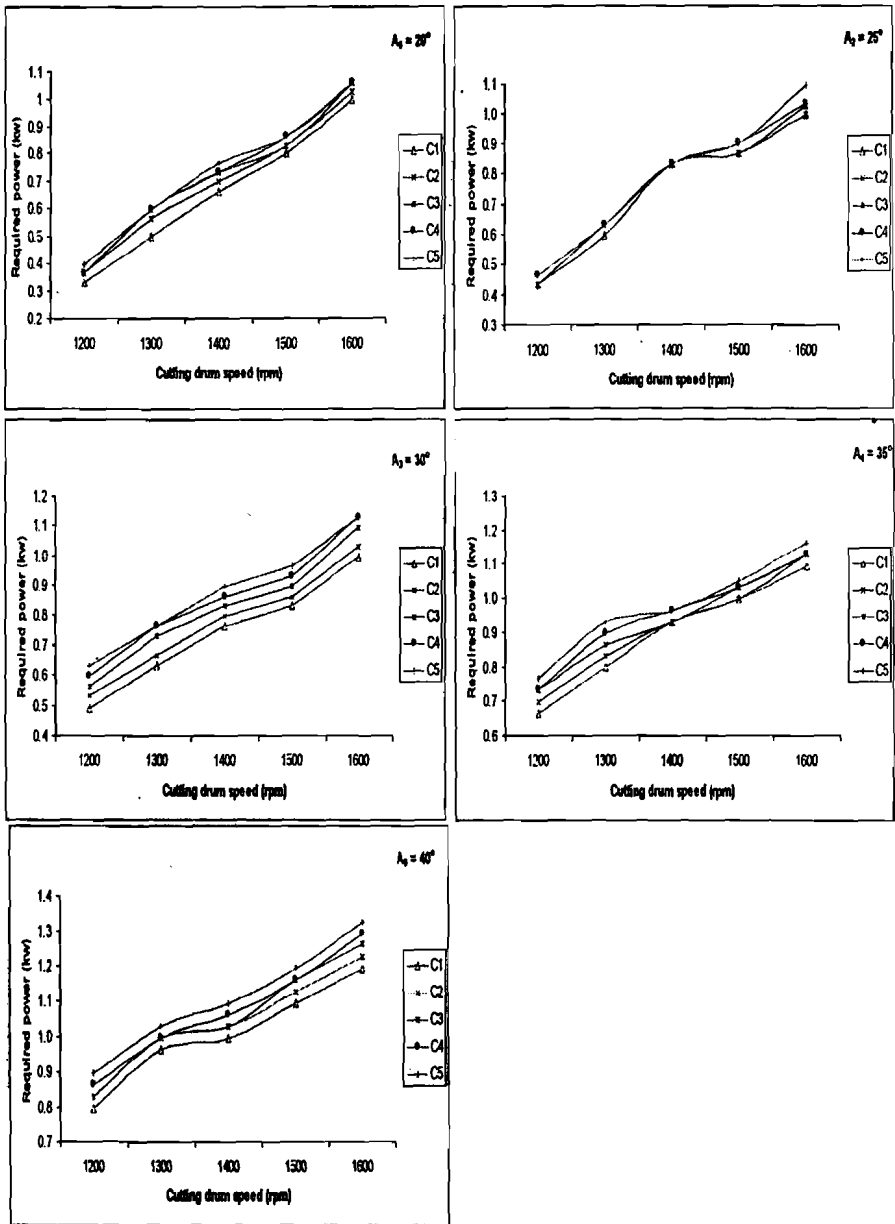 A₅ = 20°
Required power (kw)
1.1
1
0.9
0.8
0.7
0.6
0.5
0.4
0.3
0.2
1200 1300 1400 1500 1600
Cutting drum speed (rpm)
C1
C2
C3
C4
C5
A₂ = 25°
Required power (kw)
1.1
1.0
0.9
0.8
0.7
0.6
0.5
0.4
0.3
1200 1300 1400 1500 1600
Cutting drum speed (rpm)
C1
C2
C3
C4
C5
A₃ = 30°
Required power (kw)
1.2
1.1
1.0
0.9
0.8
0.7
0.6
0.5
0.4
1200 1300 1400 1500 1600
Cutting drum speed (rpm)
C1
C2
C3
C4
C5
A₄ = 35°
Required power (kw)
1.3
1.2
1.1
1.0
0.9
0.8
0.7
0.6
1200 1300 1400 1500 1600
Cutting drum speed (rpm)
C1
C2
C3
C4
C5
A₅ = 40°
Required power (kw)
1.4
1.3
1.2
1.1
1.0
0.9
0.8
0.7
1200 1300 1400 1500 1600
Cutting drum speed (rpm)
C1
C2
C3
C4
C5